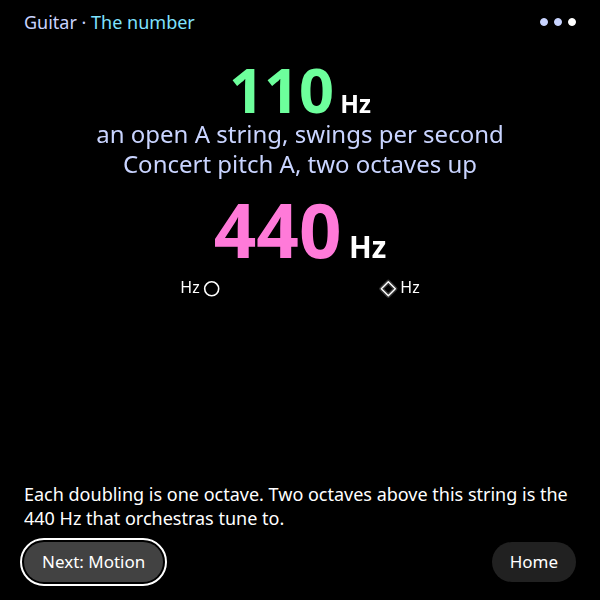 Guitar · The number
110 Hz
an open A string, swings per second
Concert pitch A, two octaves up
440 Hz
Hz Hz
Each doubling is one octave. Two octaves above this string is the
440 Hz that orchestras tune to.
Next: Motion Home